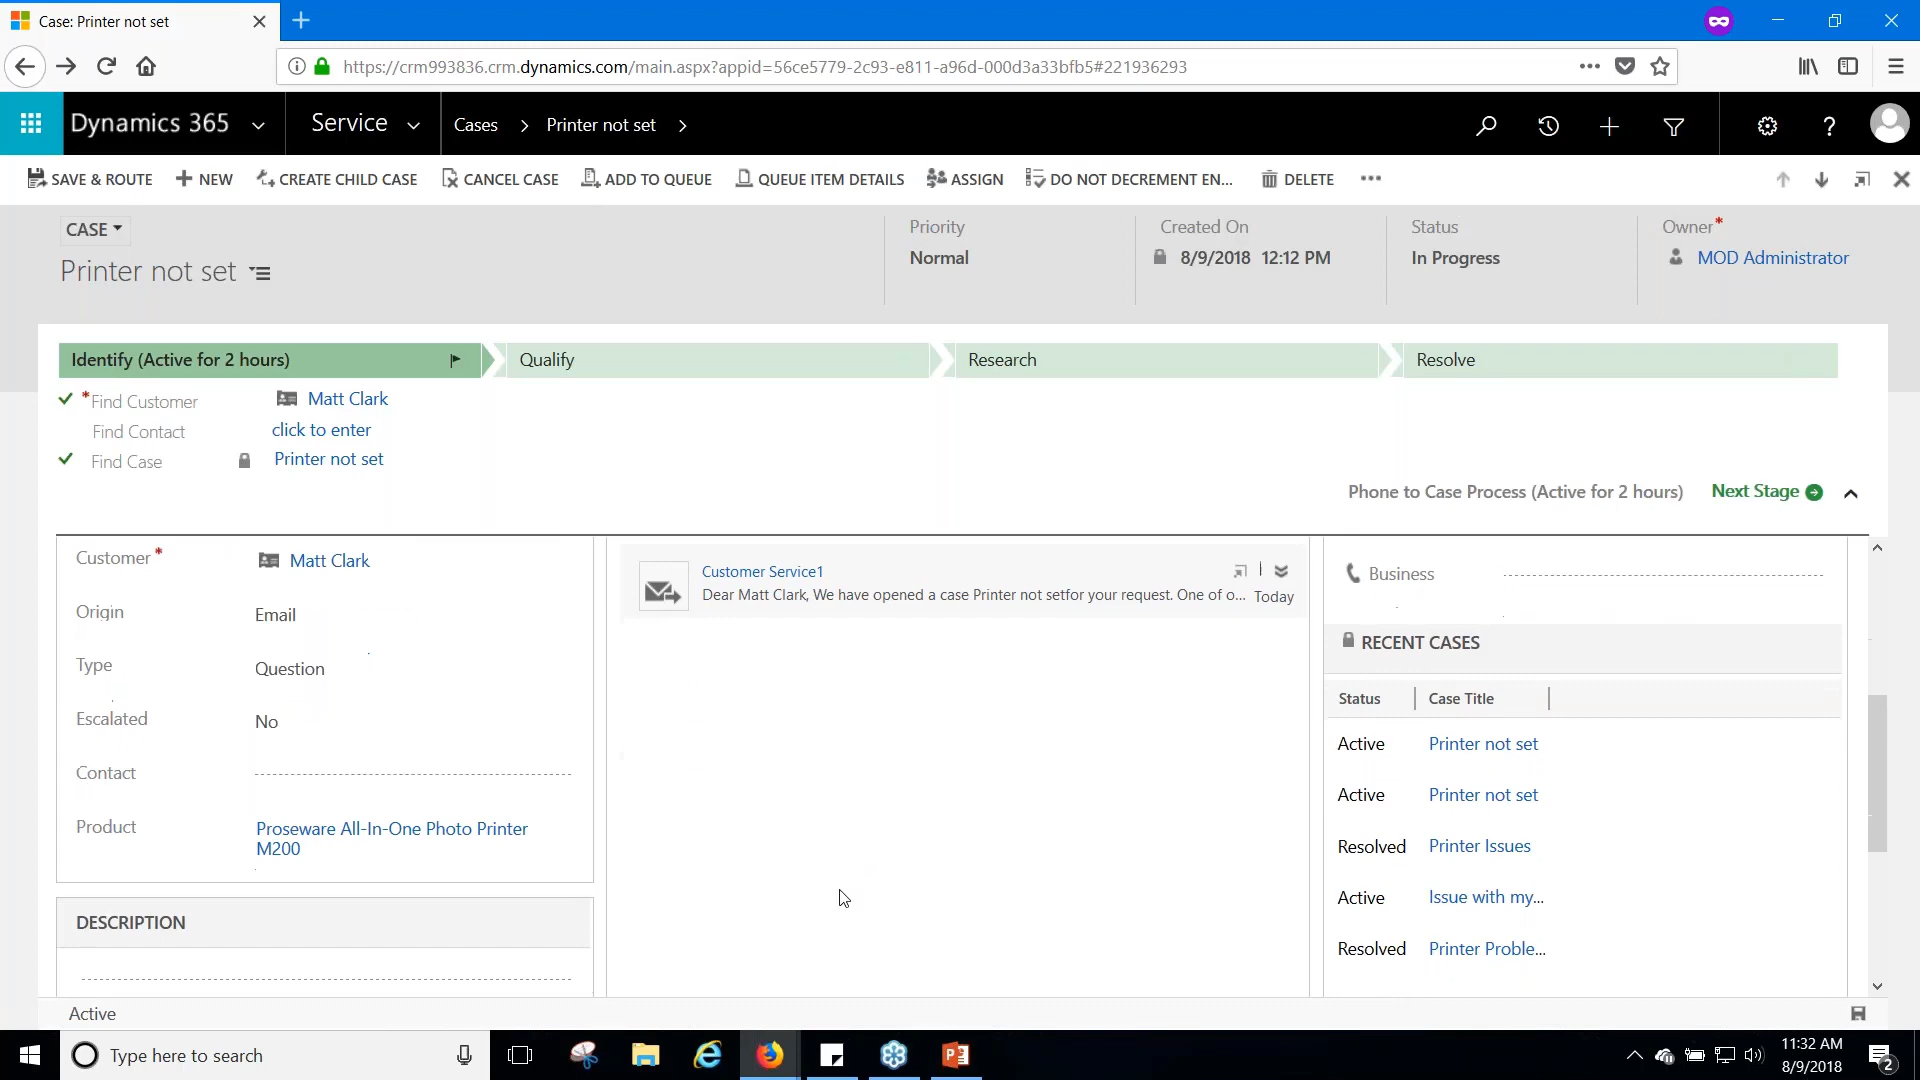 Case: Printer not set
https://crm993836.crm.dynamics.com/main.aspx?appid=56ce5779-2c93-e811-a96d-000d3a33bfb5#221936293
Dynamics 365 Service Cases > Printer not set >
SAVE & ROUTE + NEW CREATE CHILD CASE CANCEL CASE ADD TO QUEUE QUEUE ITEM DETAILS ASSIGN DO NOT DECREMENT EN... DELETE ...
CASE
Printer not set
Priority
Normal
Created On
8/9/2018 12:12 PM
Status
In Progress
Owner*
MOD Administrator
Identify (Active for 2 hours) Qualify Research Resolve
*Find Customer Matt Clark
Find Contact click to enter
Find Case Printer not set
Phone to Case Process (Active for 2 hours) Next Stage
Customer* Matt Clark
Origin Email
Type Question
Escalated No
Contact
Product Proseware All-In-One Photo Printer
M200
DESCRIPTION
Customer Service1
Dear Matt Clark, We have opened a case Printer not setfor your request. One of o... Today
Business
RECENT CASES
Status Case Title
Active Printer not set
Active Printer not set
Resolved Printer Issues
Active Issue with my...
Resolved Printer Proble...
Active
Type here to search
11:32 AM
8/9/2018
2